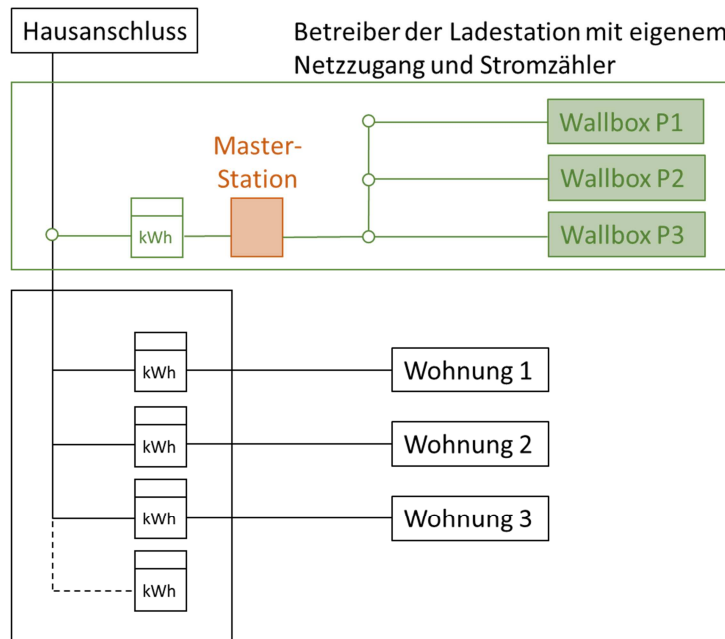 Hausanschluss
Betreiber der Ladestation mit eigenem
Netzzugang und Stromzähler
Wallbox P1
Master-
Station
Wallbox P2
kWh
Wallbox P3
kWh
Wohnung 1
kWh
Wohnung 2
kWh
Wohnung 3
kWh